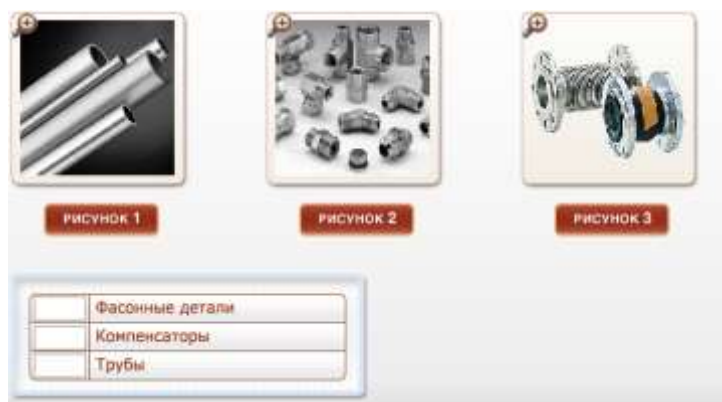 РИСУНОК 1
РИСУНОК 2
РИСУНОК 3
Фасонные детали
Компенсаторы
Трубы